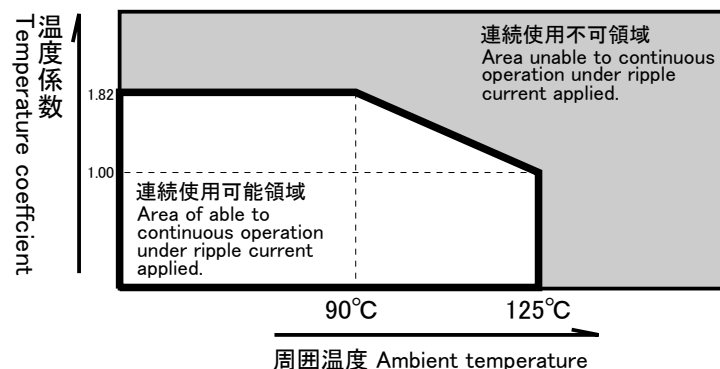 温度係数
Temperature coeffcient
1.82
1.00
連続使用不可領域
Area unable to continuous
operation under ripple
current applied.
連続使用可能領域
Area of able to
continuous operation
under ripple current
applied.
90℃
125℃
周囲温度 Ambient temperature